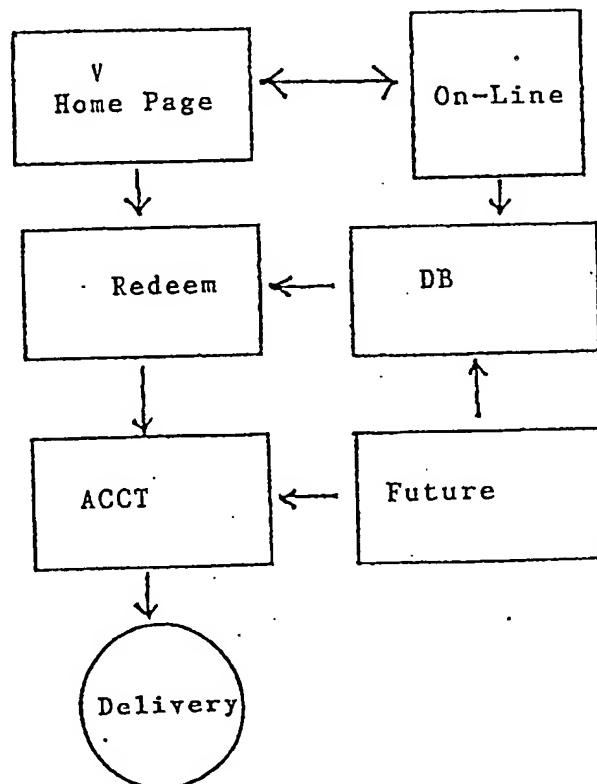 V
Home Page
On-Line
Redeem
DB
ACCT
Future
Delivery